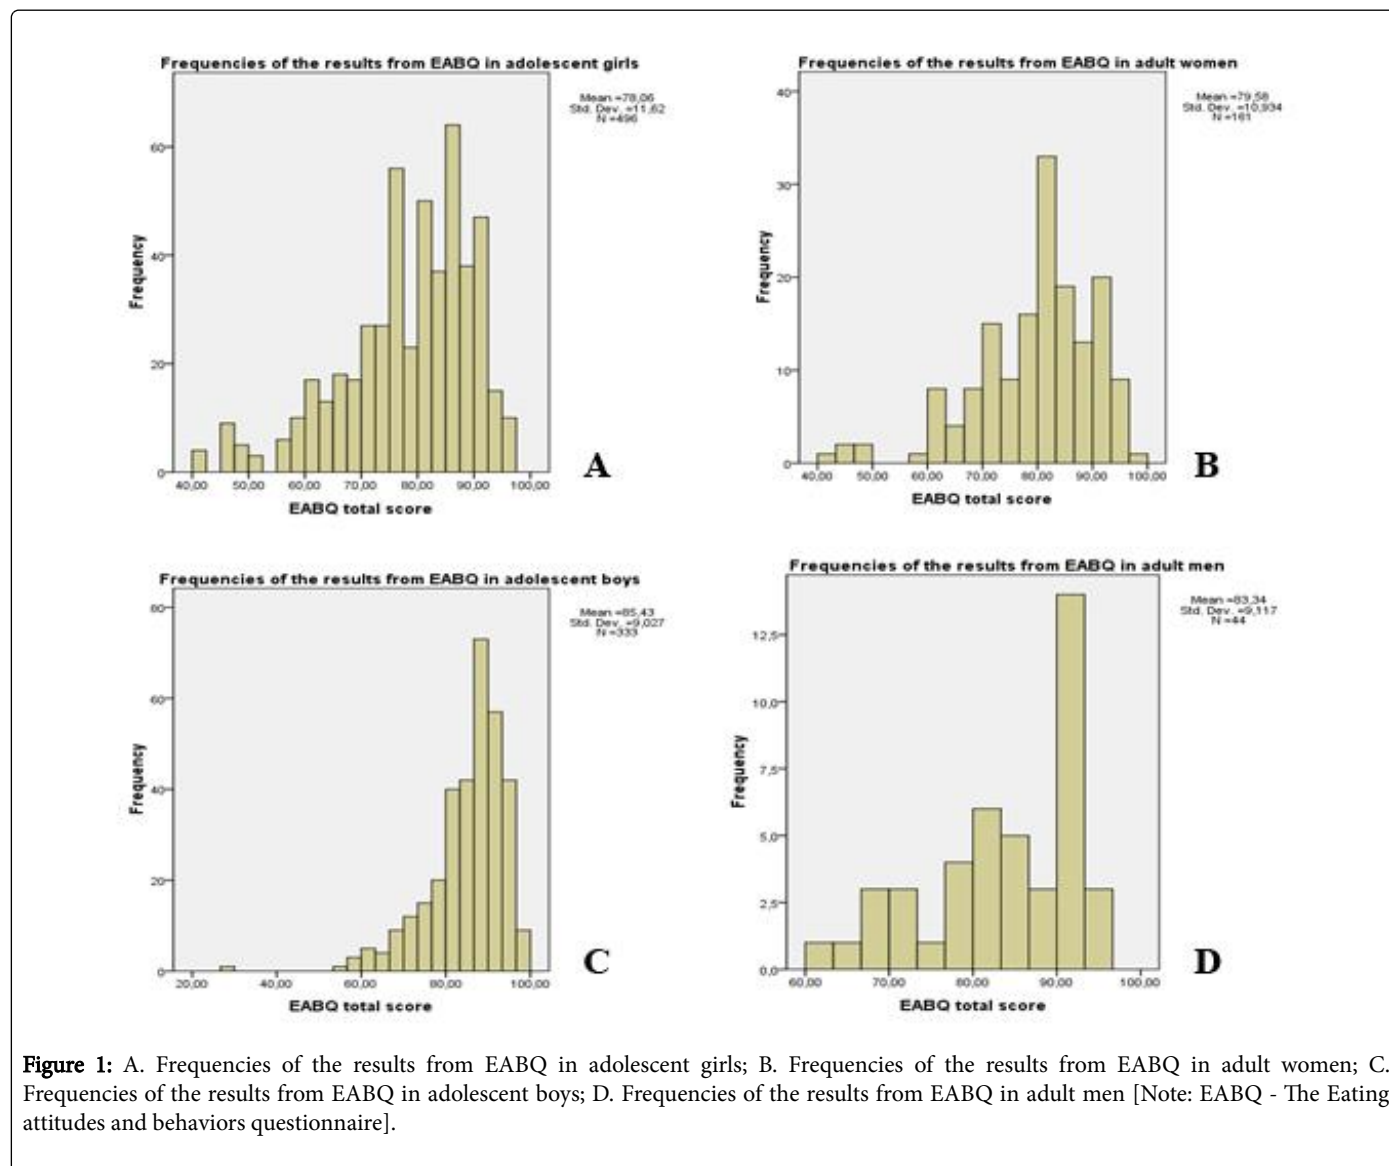 Frequencies of the results from EABQ in adolescent girls
Mean =78,06
Std. Dev. =11,62
N =496
Frequency
60
40
20
0
40,00 50,00 60,00 70,00 80,00 90,00 100,00
EABQ total score
A
Frequencies of the results from EABQ in adult women
Mean =79,58
Std. Dev. =10,934
N =161
Frequency
40
30
20
10
0
40,00 50,00 60,00 70,00 80,00 90,00 100,00
EABQ total score
B
Frequencies of the results from EABQ in adolescent boys
Mean =85,43
Std. Dev. =9,027
N =333
Frequency
80
60
40
20
0
20,00 40,00 60,00 80,00 100,00
EABQ total score
C
Frequencies of the results from EABQ in adult men
Mean =83,34
Std. Dev. =9,117
N =44
Frequency
12,5
10,0
7,5
5,0
2,5
0,0
60,00 70,00 80,00 90,00 100,00
EABQ total score
D
Figure 1: A. Frequencies of the results from EABQ in adolescent girls; B. Frequencies of the results from EABQ in adult women; C.
Frequencies of the results from EABQ in adolescent boys; D. Frequencies of the results from EABQ in adult men [Note: EABQ - The Eating
attitudes and behaviors questionnaire].